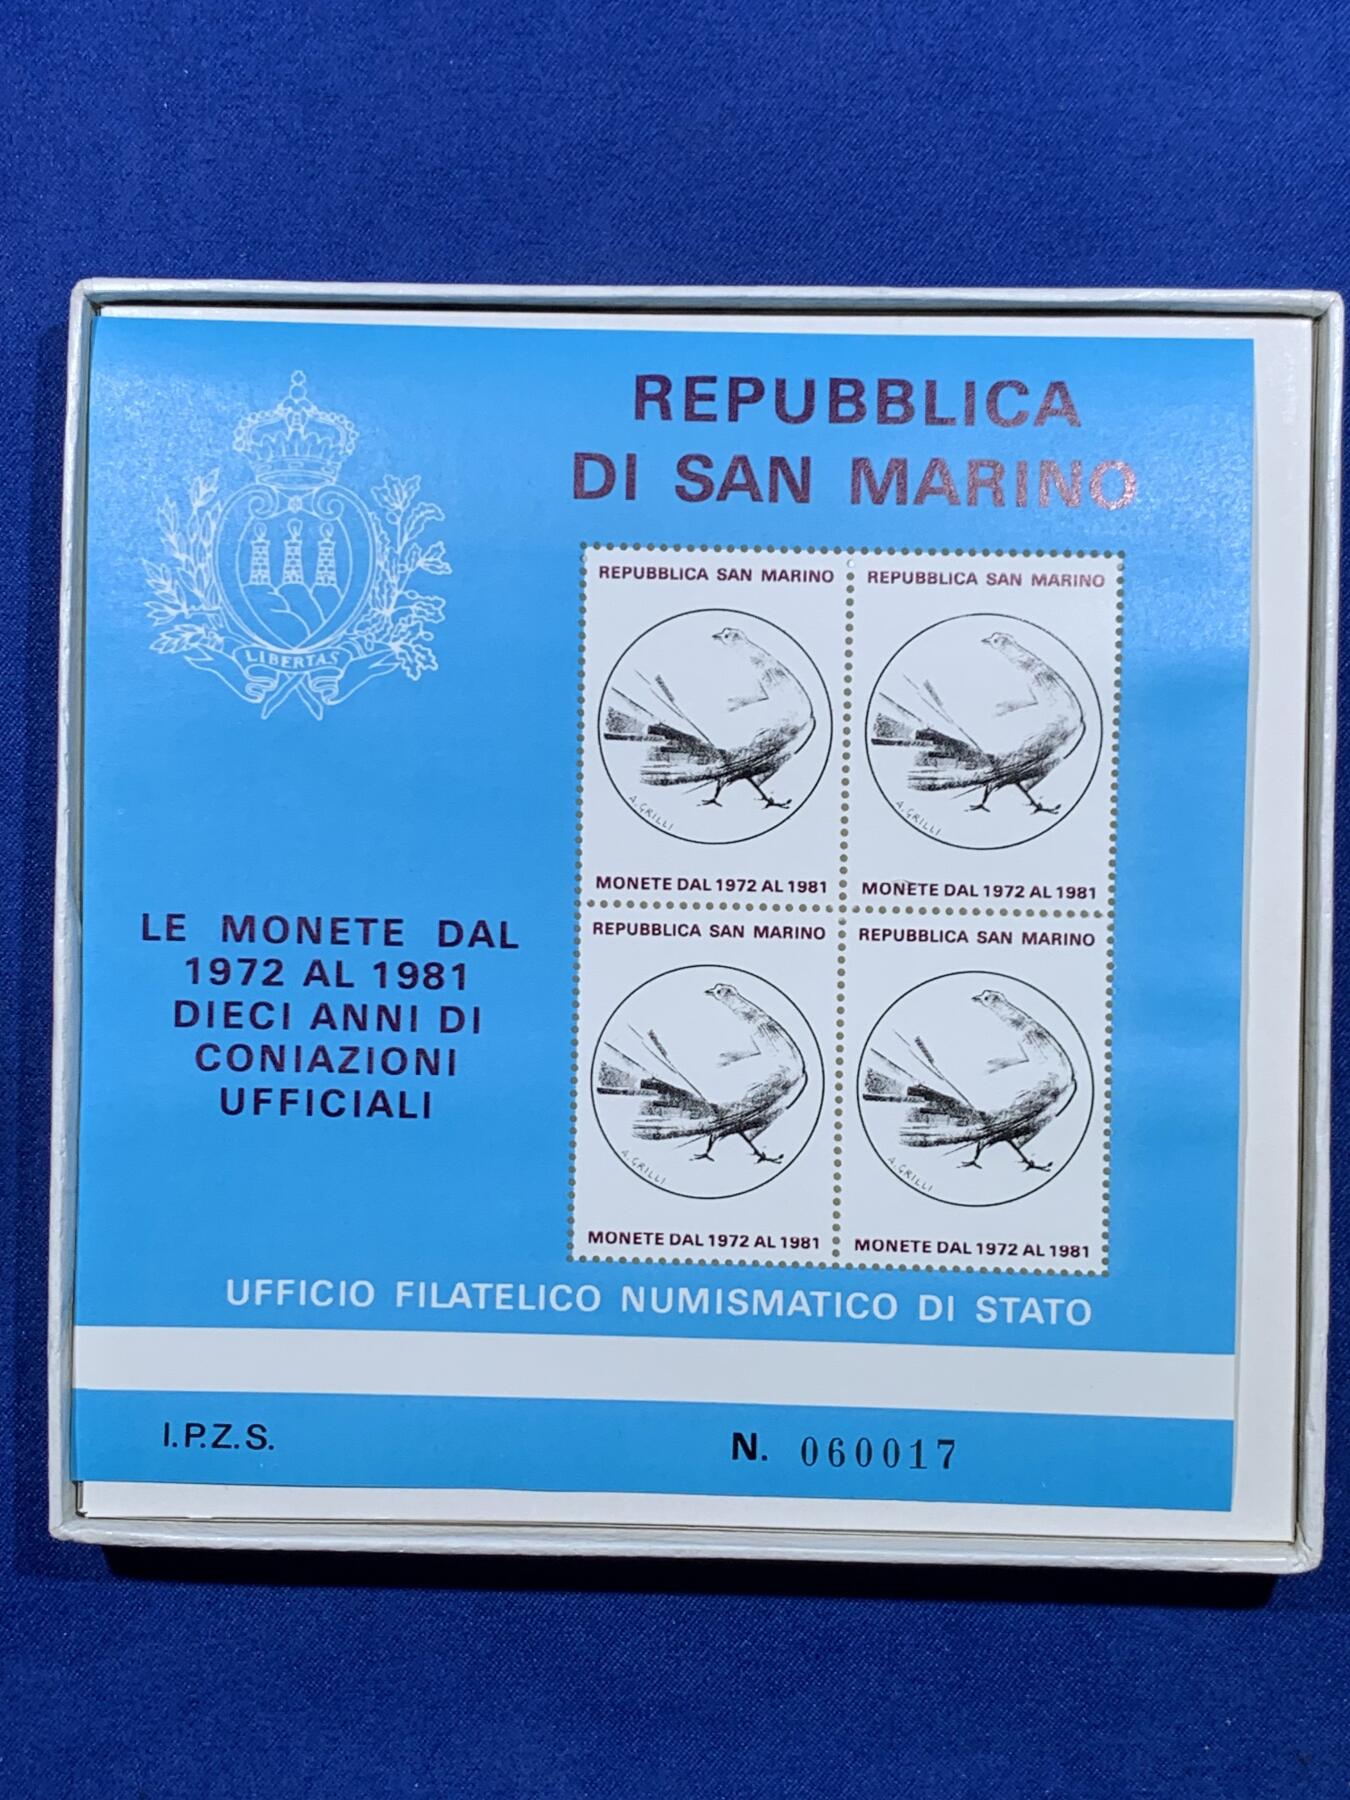 REPUBBLICA
DI SAN MARINO
LIBERTAS
REPUBBLICA SAN MARINO
A. GRILLI
MONETE DAL 1972 AL 1981
REPUBBLICA SAN MARINO
A. GRILLI
MONETE DAL 1972 AL 1981
REPUBBLICA SAN MARINO
A. GRILLI
MONETE DAL 1972 AL 1981
REPUBBLICA SAN MARINO
A. GRILLI
MONETE DAL 1972 AL 1981
LE MONETE DAL
1972 AL 1981
DIECI ANNI DI
CONIAZIONI
UFFICIALI
UFFICIO FILATELICO NUMISMATICO DI STATO
I.P.Z.S.
N. 060017